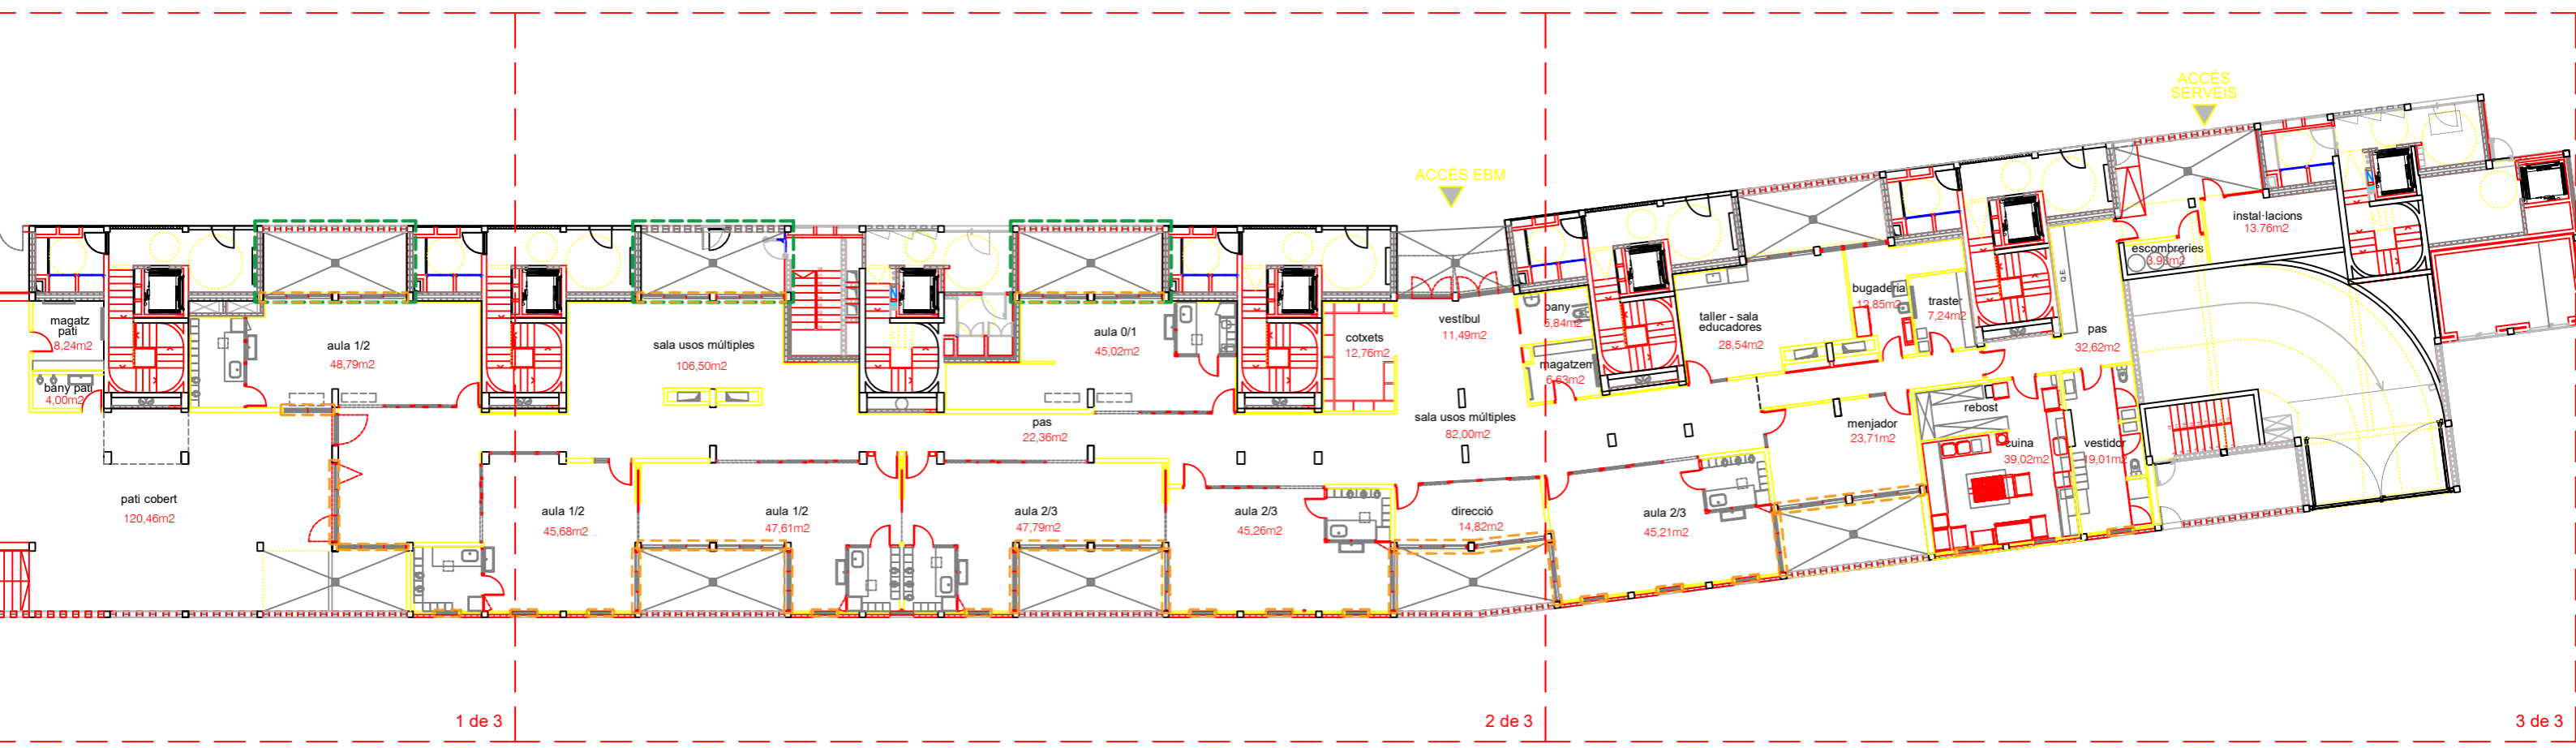 ACCÉS
SERVEIS
ACCÉS EBM
instal·lacions
13.76m2
escombreries
magatz
pati
8,24m2
bány pati
4,00m2
aula 1/2
48,79m2
sala usos múltiples
106,50m2
aula 0/1
45,02m2
cotxets
12,76m2
vestíbul
11,49m2
bany
5,84m2
magatzem
6,63m2
taller - sala
educadores
28,54m2
bugaderia
12,85m2
traster
7,24m2
O.E.
pas
32,62m2
pas
22,36m2
sala usos múltiples
82,00m2
menjador
23,71m2
rebost
cuina
39,02m2
vestidor
19,01m2
pati cobert
120,46m2
aula 1/2
45,68m2
aula 1/2
47,61m2
aula 2/3
47,79m2
aula 2/3
45,26m2
direcció
14,82m2
aula 2/3
45,21m2
1 de 3
2 de 3
3 de 3